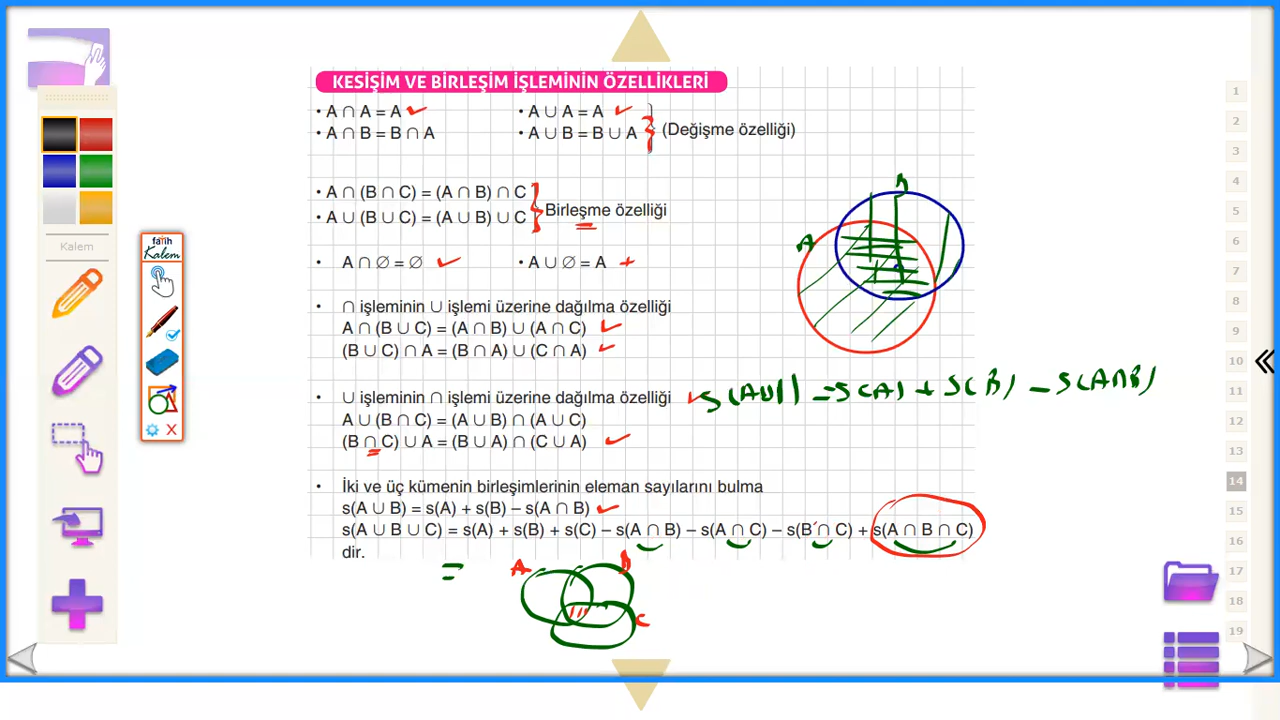 KESİŞİM VE BİRLEŞİM İŞLEMİNİN ÖZELLİKLERİ
• A ∩ A = A • A ∪ A = A
• A ∩ B = B ∩ A • A ∪ B = B ∪ A (Değişme özelliği)
• A ∩ (B ∩ C) = (A ∩ B) ∩ C
• A ∪ (B ∪ C) = (A ∪ B) ∪ C
Birleşme özelliği
• A ∩ ∅ = ∅ • A ∪ ∅ = A
• ∩ işleminin ∪ işlemi üzerine dağılma özelliği
A ∩ (B ∪ C) = (A ∩ B) ∪ (A ∩ C)
(B ∪ C) ∩ A = (B ∩ A) ∪ (C ∩ A)
• ∪ işleminin ∩ işlemi üzerine dağılma özelliği
A ∪ (B ∩ C) = (A ∪ B) ∩ (A ∪ C)
(B ∩ C) ∪ A = (B ∪ A) ∩ (C ∪ A)
• İki ve üç kümenin birleşimlerinin eleman sayılarını bulma
s(A ∪ B) = s(A) + s(B) − s(A ∩ B)
s(A ∪ B ∪ C) = s(A) + s(B) + s(C) − s(A ∩ B) − s(A ∩ C) − s(B ∩ C) + s(A ∩ B ∩ C)
dir.
=
A
B
C
A
= s(A) + s(B) − s(A∩B)
Kalem
fatih
Kalem
1
2
3
4
5
6
7
8
9
10
11
12
13
14
15
16
17
18
19